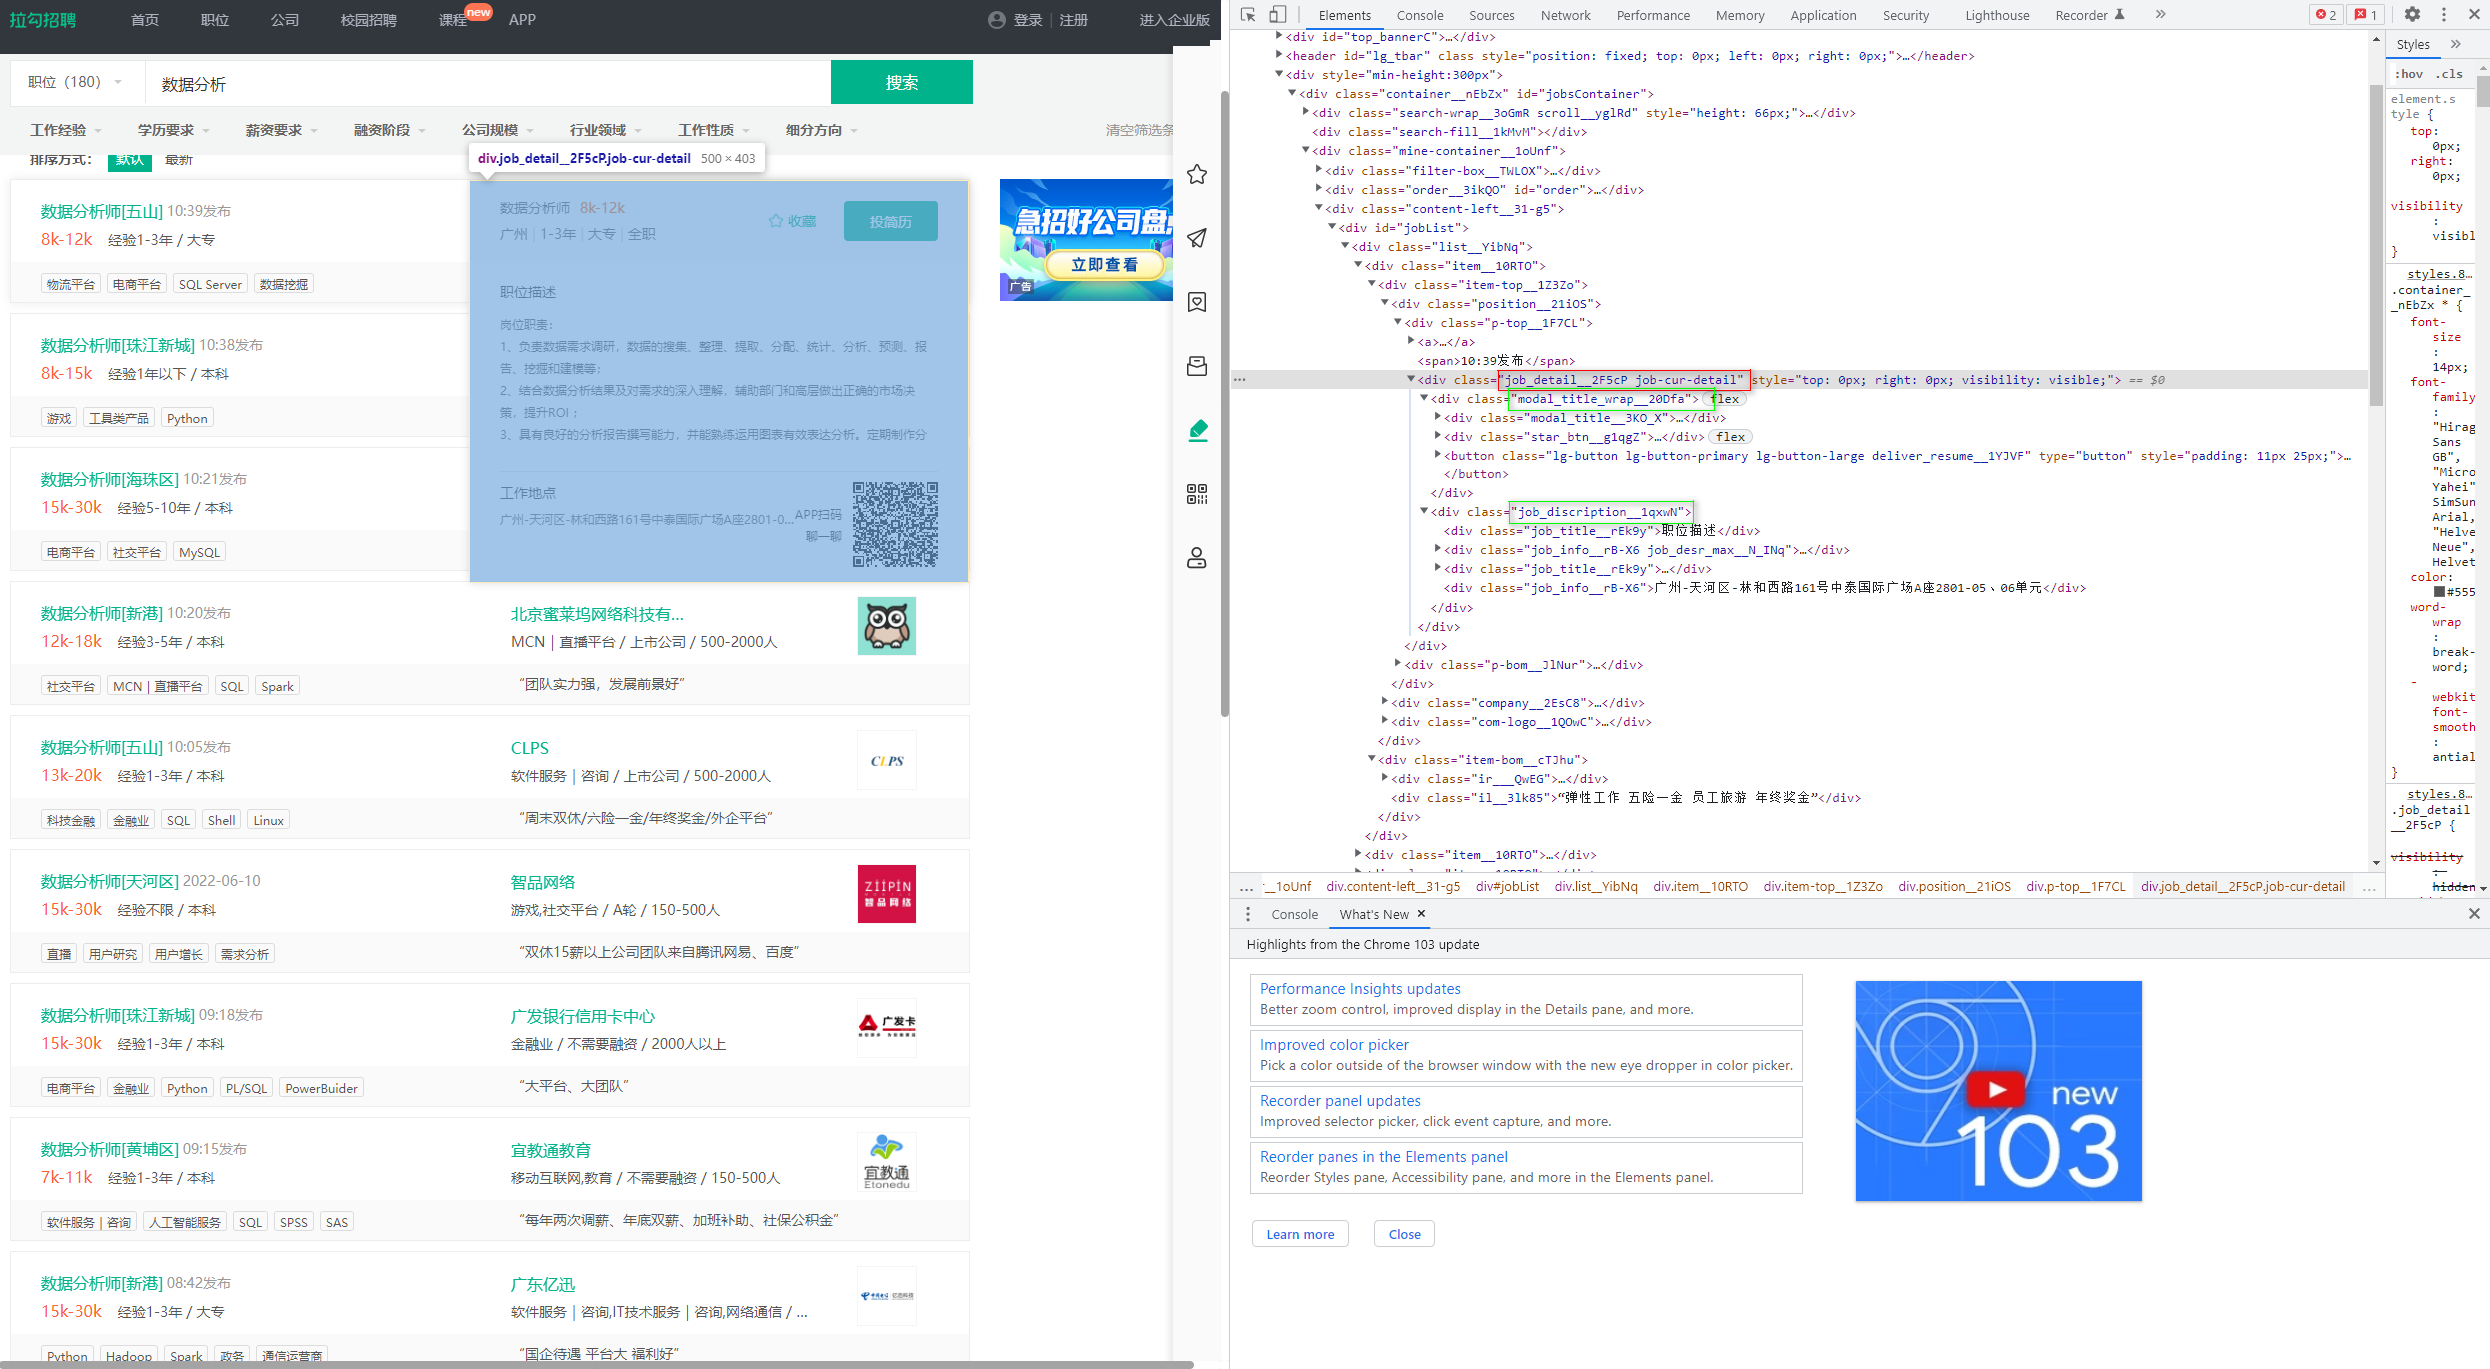 拉勾招聘 首页 职位 公司 校园招聘 课程 new APP 登录 | 注册 进入企业版
职位（180） 数据分析 搜索
工作经验 学历要求 薪资要求 融资阶段 公司规模 行业领域 工作性质 细分方向 清空筛选条
排序方式： 默认 最新
div.job_detail__2F5cP.job-cur-detail 500 × 403
数据分析师[五山] 10:39发布
8k-12k 经验1-3年 / 大专
物流平台 电商平台 SQL Server 数据挖掘
数据分析师 8k-12k
广州 | 1-3年 | 大专 | 全职
收藏 投简历
职位描述
岗位职责：
1、负责数据需求调研，数据的搜集、整理、提取、分配、统计、分析、预测、报
告、挖掘和建模等；
2、结合数据分析结果及对需求的深入理解，辅助部门和高层做出正确的市场决
策，提升ROI；
3、具有良好的分析报告撰写能力，并能熟练运用图表有效表达分析。定期制作分
工作地点
广州-天河区-林和西路161号中泰国际广场A座2801-0...
APP扫码
聊一聊
急招好公司盘点
立即查看
广告
数据分析师[珠江新城] 10:38发布
8k-15k 经验1年以下 / 本科
游戏 工具类产品 Python
数据分析师[海珠区] 10:21发布
15k-30k 经验5-10年 / 本科
电商平台 社交平台 MySQL
数据分析师[新港] 10:20发布
12k-18k 经验3-5年 / 本科
社交平台 MCN | 直播平台 SQL Spark
北京蜜莱坞网络科技有...
MCN | 直播平台 / 上市公司 / 500-2000人
“团队实力强，发展前景好”
数据分析师[五山] 10:05发布
13k-20k 经验1-3年 / 本科
科技金融 金融业 SQL Shell Linux
CLPS
软件服务 | 咨询 / 上市公司 / 500-2000人
“周末双休/六险一金/年终奖金/外企平台”
CLPS
数据分析师[天河区] 2022-06-10
15k-30k 经验不限 / 本科
直播 用户研究 用户增长 需求分析
智品网络
游戏,社交平台 / A轮 / 150-500人
“双休15薪以上公司团队来自腾讯网易、百度”
ZIIPIN
智品网络
数据分析师[珠江新城] 09:18发布
15k-30k 经验1-3年 / 本科
电商平台 金融业 Python PL/SQL PowerBuider
广发银行信用卡中心
金融业 / 不需要融资 / 2000人以上
“大平台、大团队”
广发卡
数据分析师[黄埔区] 09:15发布
7k-11k 经验1-3年 / 本科
软件服务 | 咨询 人工智能服务 SQL SPSS SAS
宜教通教育
移动互联网,教育 / 不需要融资 / 150-500人
“每年两次调薪、年底双薪、加班补助、社保公积金”
宜教通
Etonedu
数据分析师[新港] 08:42发布
15k-30k 经验1-3年 / 大专
Python Hadoop Spark 政务 通信运营商
广东亿迅
软件服务 | 咨询,IT技术服务 | 咨询,网络通信 / ...
“国企待遇 平台大 福利好”
Elements Console Sources Network Performance Memory Application Security Lighthouse Recorder » 2 1
<div id="top_bannerC">…</div>
<header id="lg_tbar" class style="position: fixed; top: 0px; left: 0px; right: 0px;">…</header>
<div style="min-height:300px">
<div class="container__nEbZx" id="jobsContainer">
<div class="search-wrap__3oGmR scroll__yglRd" style="height: 66px;">…</div>
<div class="search-fill__1kMvM"></div>
<div class="mine-container__1oUnf">
<div class="filter-box__TWLOX">…</div>
<div class="order__3ikQO" id="order">…</div>
<div class="content-left__31-g5">
<div id="jobList">
<div class="list__YibNq">
<div class="item__10RTO">
<div class="item-top__1Z3Zo">
<div class="position__21iOS">
<div class="p-top__1F7CL">
<a>…</a>
<span>10:39发布</span>
<div class="job_detail__2F5cP job-cur-detail" style="top: 0px; right: 0px; visibility: visible;"> == $0
<div class="modal_title_wrap__20Dfa"> flex
<div class="modal_title__3KO_X">…</div>
<div class="star_btn__g1qgZ">…</div> flex
<button class="lg-button lg-button-primary lg-button-large deliver_resume__1YJVF" type="button" style="padding: 11px 25px;">…
</button>
</div>
<div class="job_discription__1qxwN">
<div class="job_title__rEk9y">职位描述</div>
<div class="job_info__rB-X6 job_desr_max__N_INq">…</div>
<div class="job_title__rEk9y">…</div>
<div class="job_info__rB-X6">广州-天河区-林和西路161号中泰国际广场A座2801-05、06单元</div>
</div>
</div>
</div>
<div class="p-bom__JlNur">…</div>
</div>
<div class="company__2EsC8">…</div>
<div class="com-logo__1QOwC">…</div>
</div>
<div class="item-bom__cTJhu">
<div class="ir___QwEG">…</div>
<div class="il__3lk85">“弹性工作 五险一金 员工旅游 年终奖金”</div>
</div>
</div>
<div class="item__10RTO">…</div>
... r__1oUnf div.content-left__31-g5 div#jobList div.list__YibNq div.item__10RTO div.item-top__1Z3Zo div.position__21iOS div.p-top__1F7CL div.job_detail__2F5cP.job-cur-detail ...
Styles »
:hov .cls
element.s
tyle {
top:
0px;
right:
0px;
visibility
:
visibl
}
styles.8…
.container_
_nEbZx * {
font-
size
:
14px;
font-
family
:
"Hirag
Sans
GB",
"Micro
Yahei"
SimSun
Arial,
"Helve
Neue",
Helvet
color:
#555
word-
wrap
:
break-
word;
-
webkit
font-
smooth
:
antial
}
styles.8…
.job_detail
__2F5cP {
visibility
:
hidden
Console What's New ×
Highlights from the Chrome 103 update
Performance Insights updates
Better zoom control, improved display in the Details pane, and more.
Improved color picker
Pick a color outside of the browser window with the new eye dropper in color picker.
Recorder panel updates
Improved selector picker, click event capture, and more.
Reorder panes in the Elements panel
Reorder Styles pane, Accessibility pane, and more in the Elements panel.
Learn more Close
new
103